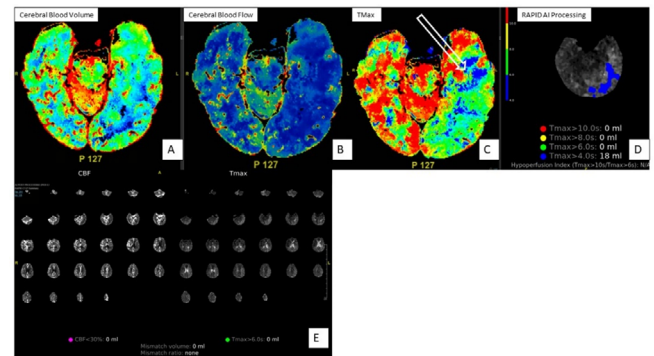 Cerebral Blood Volume
Cerebral Blood Flow
TMax
RAPID AI Processing
R
L
A
B
C
D
P 127
P 127
Tmax>10.0s: 0 ml
Tmax>8.0s: 0 ml
Tmax>6.0s: 0 ml
Tmax>4.0s: 18 ml
Hypoperfusion Index (Tmax>10s/Tmax>6s): N/A
CBF
A
Tmax
R
L
CBF<30%: 0 ml
Tmax>6.0s: 0 ml
Mismatch volume: 0 ml
Mismatch ratio: none
E